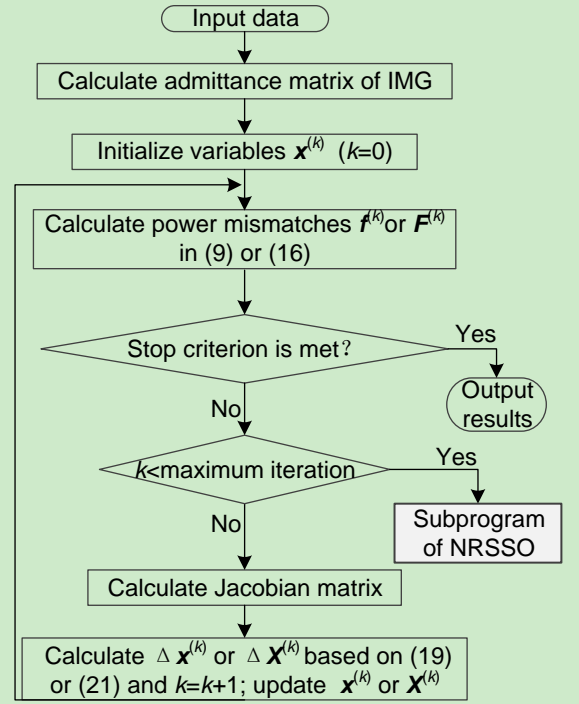 Input data
Calculate admittance matrix of IMG
Initialize variables x^(k) (k=0)
Calculate power mismatches f^(k) or F^(k)
in (9) or (16)
Stop criterion is met?
Yes
Output
results
No
k<maximum iteration
Yes
Subprogram
of NRSSO
No
Calculate Jacobian matrix
Calculate Δ x^(k) or Δ X^(k) based on (19)
or (21) and k=k+1; update x^(k) or X^(k)